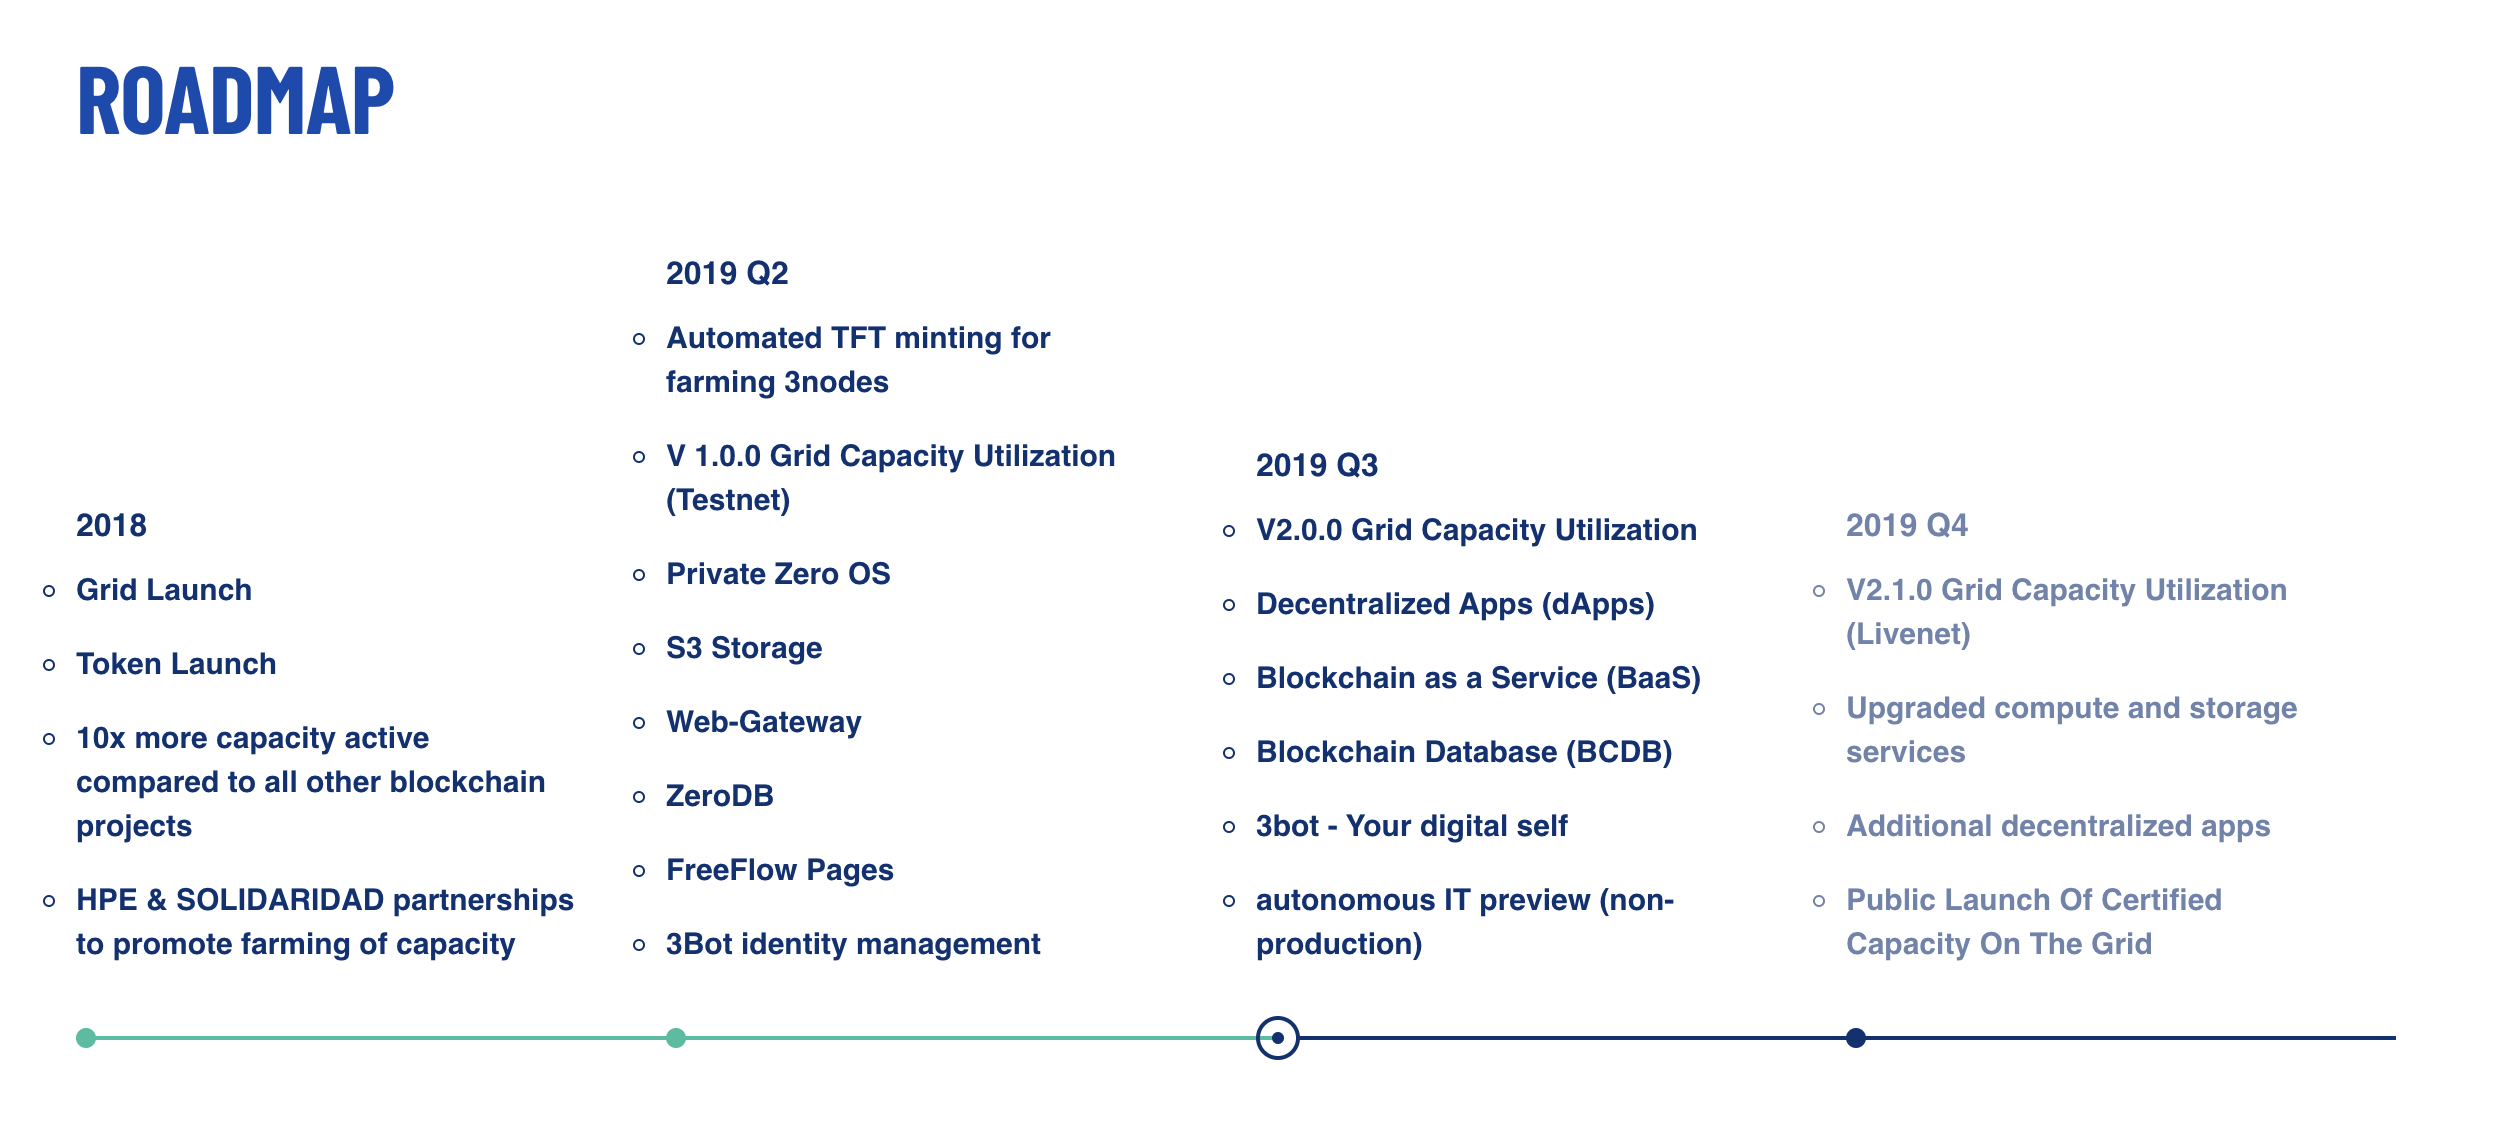 ROADMAP
2018
Grid Launch
Token Launch
10x more capacity active
compared to all other blockchain
projects
HPE & SOLIDARIDAD partnerships
to promote farming of capacity
2019 Q2
Automated TFT minting for
farming 3nodes
V 1.0.0 Grid Capacity Utilization
(Testnet)
Private Zero OS
S3 Storage
Web-Gateway
ZeroDB
FreeFlow Pages
3Bot identity management
2019 Q3
V2.0.0 Grid Capacity Utilization
Decentralized Apps (dApps)
Blockchain as a Service (BaaS)
Blockchain Database (BCDB)
3bot - Your digital self
autonomous IT preview (non-
production)
2019 Q4
V2.1.0 Grid Capacity Utilization
(Livenet)
Upgraded compute and storage
services
Additional decentralized apps
Public Launch Of Certified
Capacity On The Grid